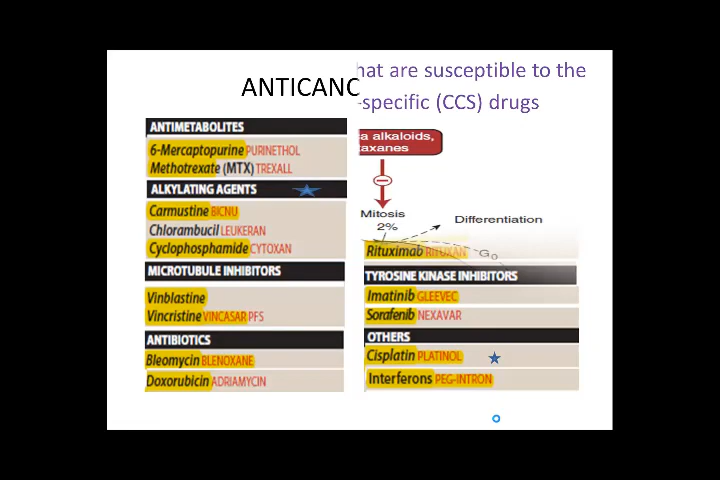 hat are susceptible to the
ANTICANC
-specific (CCS) drugs
ANTIMETABOLITES
6-Mercaptopurine PURINETHOL
Methotrexate (MTX) TREXALL
ALKYLATING AGENTS
Carmustine BICNU
Chlorambucil LEUKERAN
Cyclophosphamide CYTOXAN
MICROTUBULE INHIBITORS
Vinblastine
Vincristine VINCASAR PFS
ANTIBIOTICS
Bleomycin BLENOXANE
Doxorubicin ADRIAMYCIN
a alkaloids,
axanes
Mitosis
2%
Differentiation
G0
Rituximab RITUXAN
TYROSINE KINASE INHIBITORS
Imatinib GLEEVEC
Sorafenib NEXAVAR
OTHERS
Cisplatin PLATINOL
Interferons PEG-INTRON